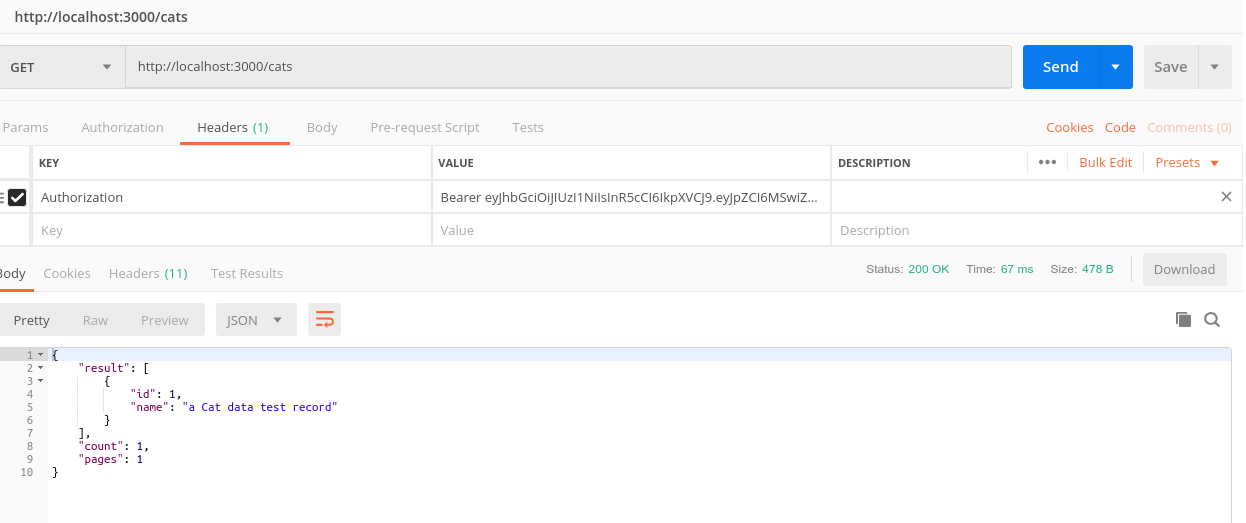 http://localhost:3000/cats
GET http://localhost:3000/cats Send Save
Params Authorization Headers (1) Body Pre-request Script Tests Cookies Code Comments (0)
KEY VALUE DESCRIPTION ••• Bulk Edit Presets
Authorization Bearer eyJhbGciOiJIUzI1NiIsInR5cCI6IkpXVCJ9.eyJpZCI6MSwiZ...
Key Value Description
Body Cookies Headers (11) Test Results Status: 200 OK Time: 67 ms Size: 478 B Download
Pretty Raw Preview JSON
1 {
2 "result": [
3 {
4 "id": 1,
5 "name": "a Cat data test record"
6 }
7 ],
8 "count": 1,
9 "pages": 1
10 }